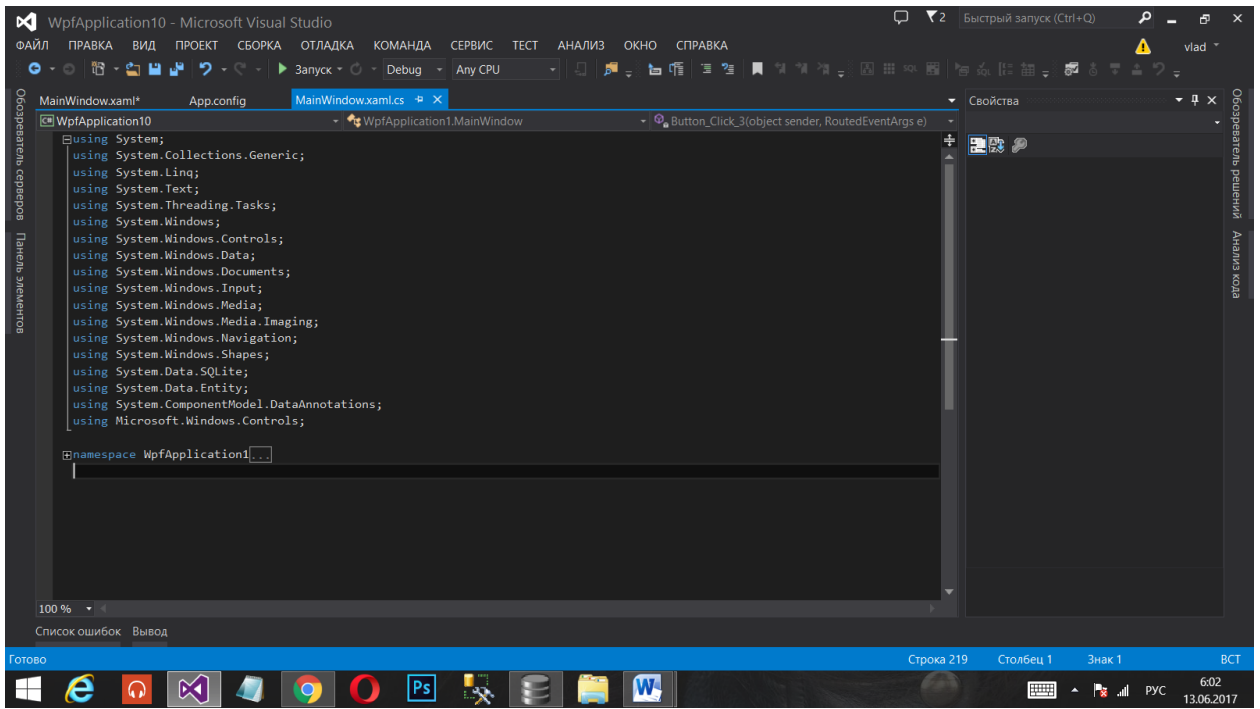 WpfApplication10 - Microsoft Visual Studio
2
Быстрый запуск (Ctrl+Q)
ФАЙЛ ПРАВКА ВИД ПРОЕКТ СБОРКА ОТЛАДКА КОМАНДА СЕРВИС ТЕСТ АНАЛИЗ ОКНО СПРАВКА
vlad
Запуск Debug Any CPU
Обозреватель серверов
Панель элементов
MainWindow.xaml* App.config MainWindow.xaml.cs
WpfApplication10 WpfApplication1.MainWindow Button_Click_3(object sender, RoutedEventArgs e)
using System;
using System.Collections.Generic;
using System.Linq;
using System.Text;
using System.Threading.Tasks;
using System.Windows;
using System.Windows.Controls;
using System.Windows.Data;
using System.Windows.Documents;
using System.Windows.Input;
using System.Windows.Media;
using System.Windows.Media.Imaging;
using System.Windows.Navigation;
using System.Windows.Shapes;
using System.Data.SQLite;
using System.Data.Entity;
using System.ComponentModel.DataAnnotations;
using Microsoft.Windows.Controls;
namespace WpfApplication1...
100 %
Свойства
Обозреватель решений
Анализ кода
Список ошибок Вывод
Готово Строка 219 Столбец 1 Знак 1 ВСТ
Ps
W
РУС
6:02
13.06.2017